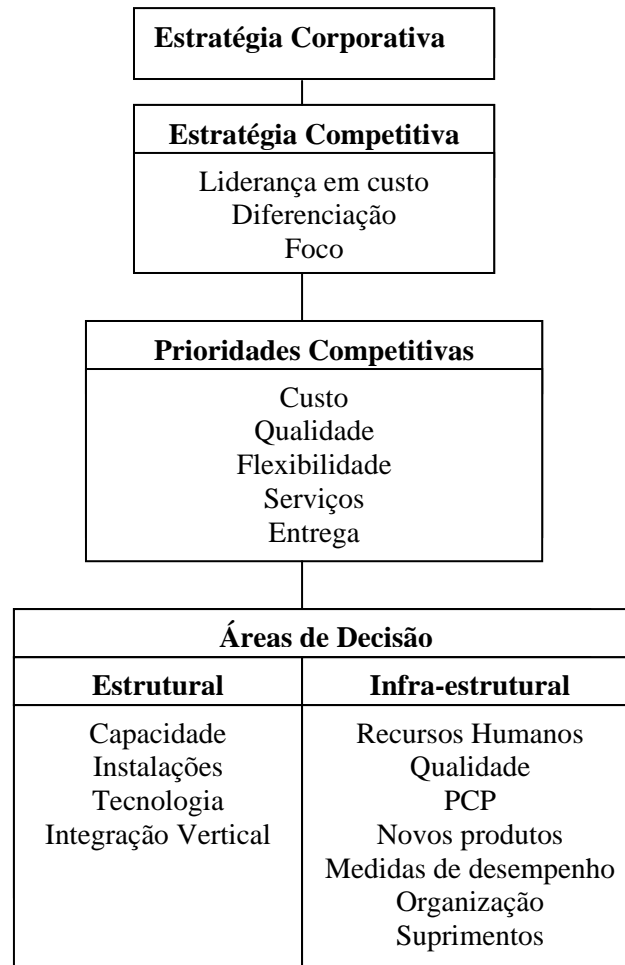 Estratégia Corporativa
Estratégia Competitiva
Liderança em custo
Diferenciação
Foco
Prioridades Competitivas
Custo
Qualidade
Flexibilidade
Serviços
Entrega
Áreas de Decisão
Estrutural
Capacidade
Instalações
Tecnologia
Integração Vertical
Infra-estrutural
Recursos Humanos
Qualidade
PCP
Novos produtos
Medidas de desempenho
Organização
Suprimentos